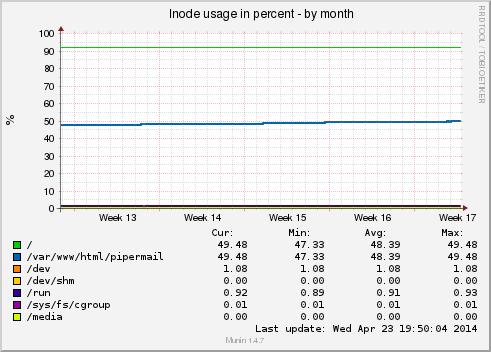 Inode usage in percent - by month
RRDTOOL / TOBI OETIKER
%
100
90
80
70
60
50
40
30
20
10
0
Week 13 Week 14 Week 15 Week 16 Week 17
Cur: Min: Avg: Max:
/ 49.48 47.33 48.39 49.48
/var/www/html/pipermail 49.48 47.33 48.39 49.48
/dev 1.08 1.08 1.08 1.08
/dev/shm 0.00 0.00 0.00 0.00
/run 0.92 0.89 0.91 0.93
/sys/fs/cgroup 0.01 0.01 0.01 0.01
/media 0.00 0.00 0.00 0.00
Last update: Wed Apr 23 19:50:04 2014
Munin 1.4.7